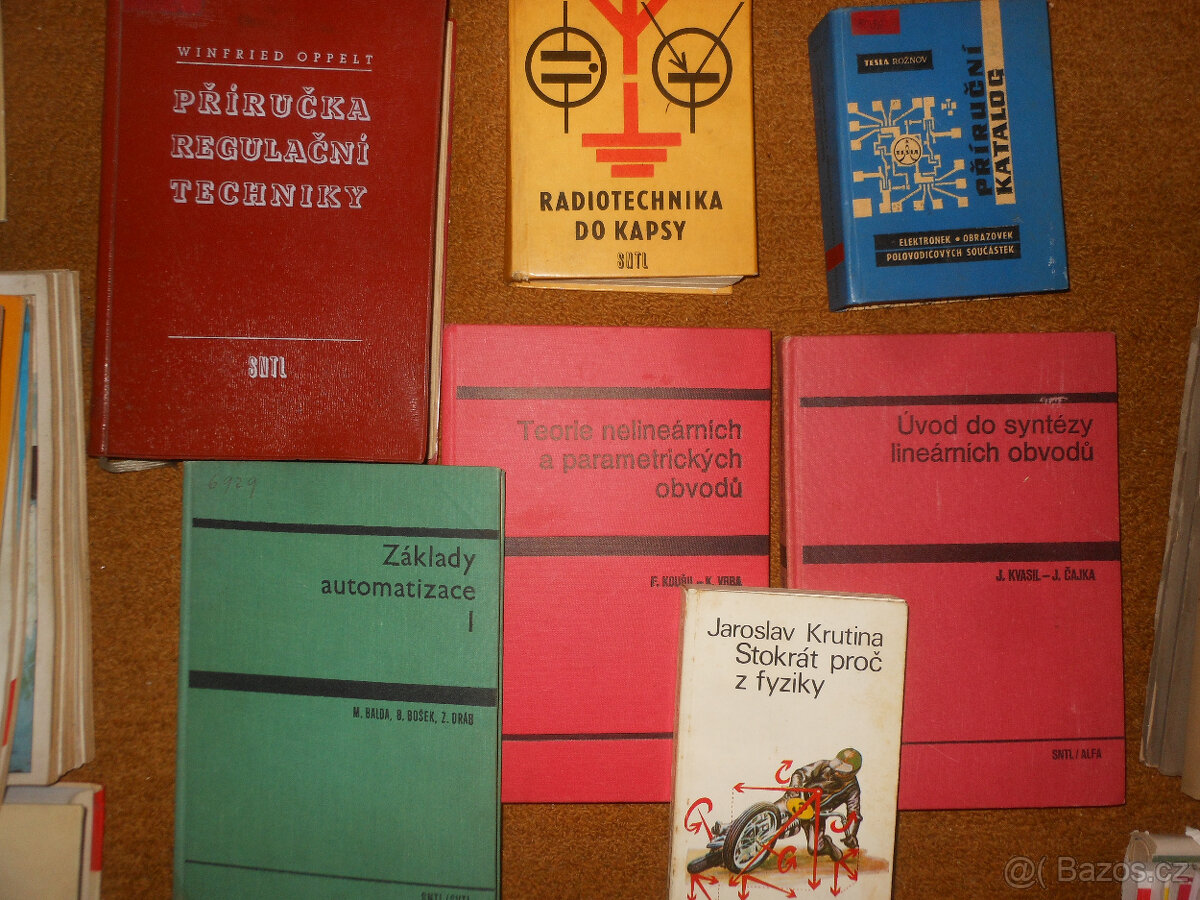 WINFRIED OPPELT
PŘÍRUČKA
REGULAČNÍ
TECHNIKY
SNTL
RADIOTECHNIKA
DO KAPSY
SNTL
TESLA ROŽNOV
PŘÍRUČNÍ
KATALOG
TESLA
ELEKTRONEK • OBRAZOVEK
POLOVODIČOVÝCH SOUČÁSTEK
Teorie nelineárních
a parametrických
obvodů
K. VRBA
Úvod do syntézy
lineárních obvodů
J. KVASIL – J. ČAJKA
SNTL/ALFA
6929
Základy
automatizace
I
M. BALDA, B. BOŠEK, Z. DRÁB
Jaroslav Krutina
Stokrát proč
z fyziky
C
G
G
@( Bazos.cz